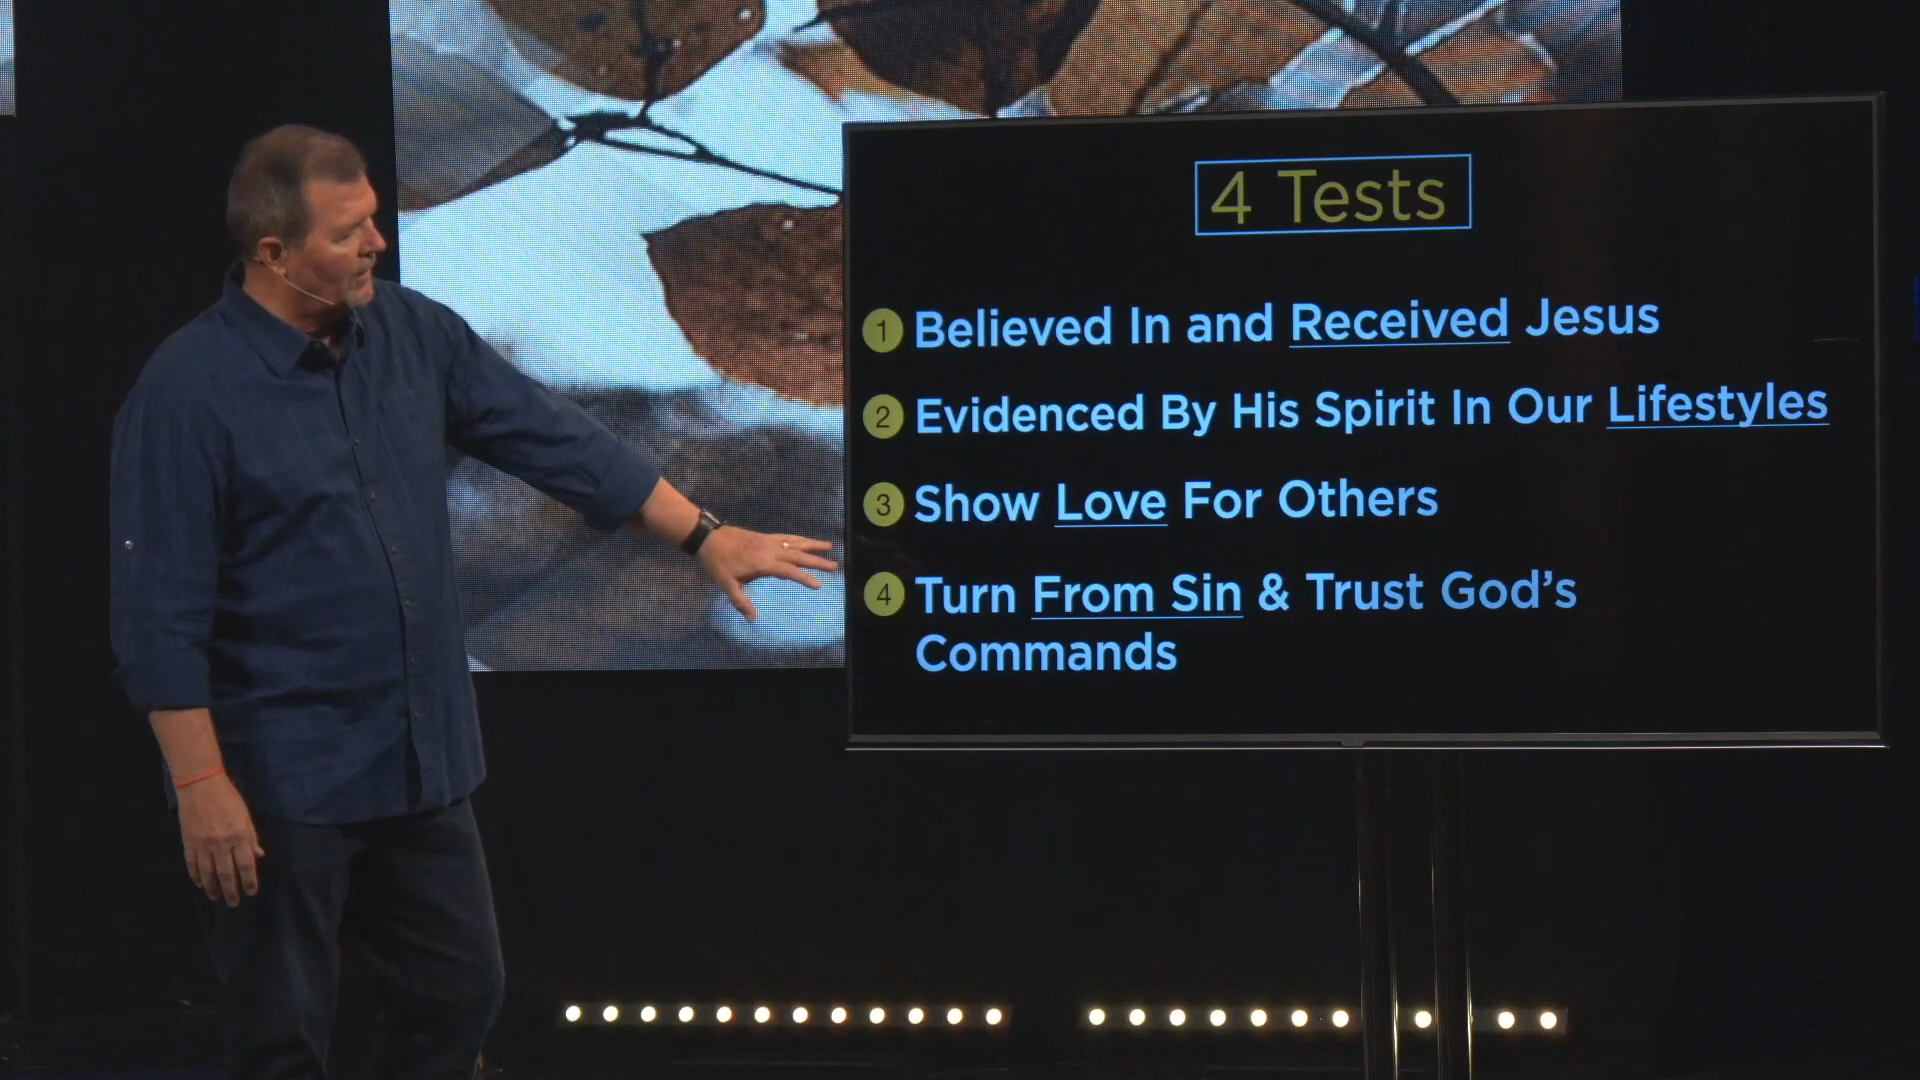 4 Tests
1 Believed In and Received Jesus
2 Evidenced By His Spirit In Our Lifestyles
3 Show Love For Others
4 Turn From Sin & Trust God's
Commands